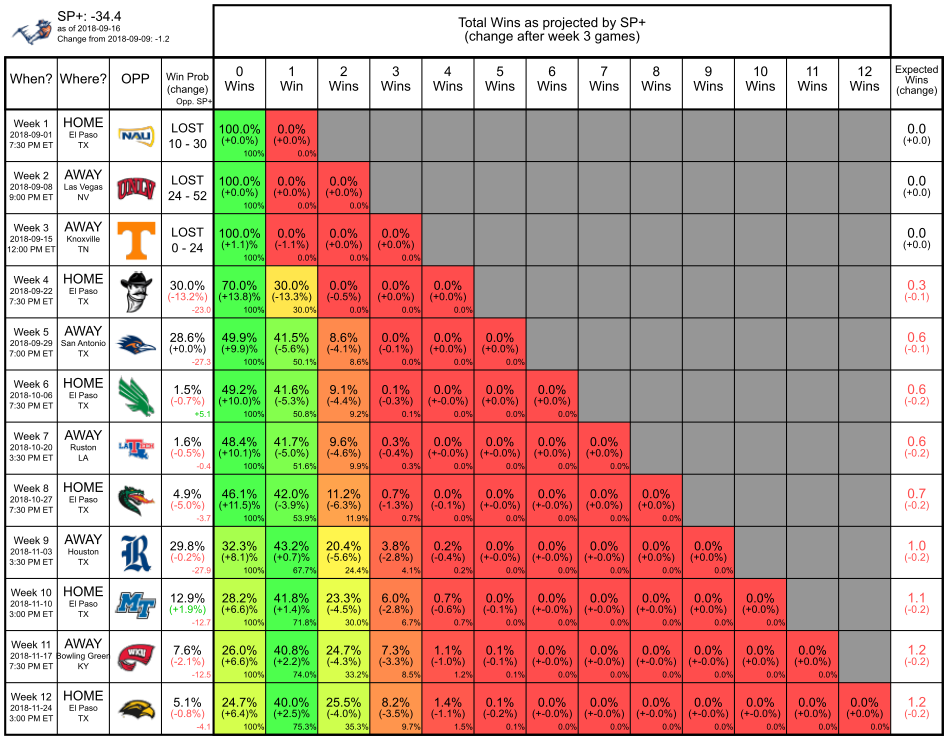 SP+: -34.4
as of 2018-09-16
Change from 2018-09-09: -1.2
Total Wins as projected by SP+
(change after week 3 games)
When? Where? OPP Win Prob (change) Opp. SP+ 0 Wins 1 Win 2 Wins 3 Wins 4 Wins 5 Wins 6 Wins 7 Wins 8 Wins 9 Wins 10 Wins 11 Wins 12 Wins Expected Wins (change)
Week 1 HOME LOST 100.0% 0.0% 0.0
2018-09-01 El Paso NAU (+0.0%) (+0.0%) (+0.0)
7:30 PM ET TX 10 - 30 100% 0.0%
Week 2 AWAY LOST 100.0% 0.0% 0.0% 0.0
2018-09-08 Las Vegas UNLV (+0.0%) (+0.0%) (+0.0%) (+0.0)
9:00 PM ET NV 24 - 52 100% 0.0% 0.0%
Week 3 AWAY LOST 100.0% 0.0% 0.0% 0.0% 0.0
2018-09-15 Knoxville T (+1.1)% (-1.1%) (+0.0%) (+0.0%) (+0.0)
12:00 PM ET TN 0 - 24 100% 0.0% 0.0% 0.0%
Week 4 HOME 30.0% 70.0% 30.0% 0.0% 0.0% 0.0% 0.3
2018-09-22 El Paso (-13.2%) (+13.8%) (-13.3%) (-0.5%) (+0.0%) (+0.0%) (-0.1)
7:30 PM ET TX -23.0 100% 30.0% 0.0% 0.0% 0.0%
Week 5 AWAY 28.6% 49.9% 41.5% 8.6% 0.0% 0.0% 0.0% 0.6
2018-09-29 San Antonio (+0.0%) (+9.9)% (-5.6%) (-4.1%) (-0.1%) (+0.0%) (+0.0%) (-0.1)
7:00 PM ET TX -27.3 100% 50.1% 8.6% 0.0% 0.0% 0.0%
Week 6 HOME 1.5% 49.2% 41.6% 9.1% 0.1% 0.0% 0.0% 0.0% 0.6
2018-10-06 El Paso (-0.7%) (+10.0%) (-5.3%) (-4.4%) (-0.3%) (+-0.0%) (+0.0%) (+0.0%) (-0.2)
7:30 PM ET TX +5.1 100% 50.8% 9.2% 0.1% 0.0% 0.0% 0.0%
Week 7 AWAY 1.6% 48.4% 41.7% 9.6% 0.3% 0.0% 0.0% 0.0% 0.0% 0.6
2018-10-20 Ruston LA TECH (-0.5%) (+10.1%) (-5.0%) (-4.6%) (-0.4%) (+-0.0%) (+-0.0%) (+-0.0%) (+0.0%) (-0.2)
3:30 PM ET LA -0.4 100% 51.6% 9.9% 0.3% 0.0% 0.0% 0.0% 0.0%
Week 8 HOME 4.9% 46.1% 42.0% 11.2% 0.7% 0.0% 0.0% 0.0% 0.0% 0.0% 0.7
2018-10-27 El Paso (-5.0%) (+11.5%) (-3.9%) (-6.3%) (-1.3%) (-0.1%) (+-0.0%) (+-0.0%) (+-0.0%) (+0.0%) (-0.2)
7:30 PM ET TX -3.7 100% 53.9% 11.9% 0.7% 0.0% 0.0% 0.0% 0.0% 0.0%
Week 9 AWAY 29.8% 32.3% 43.2% 20.4% 3.8% 0.2% 0.0% 0.0% 0.0% 0.0% 0.0% 1.0
2018-11-03 Houston R (-0.2%) (+8.1%) (+0.7%) (-5.6%) (-2.8%) (-0.4%) (+-0.0%) (+-0.0%) (+-0.0%) (+0.0%) (+0.0%) (-0.2)
3:30 PM ET TX -27.9 100% 67.7% 24.4% 4.1% 0.2% 0.0% 0.0% 0.0% 0.0% 0.0%
Week 10 HOME 12.9% 28.2% 41.8% 23.3% 6.0% 0.7% 0.0% 0.0% 0.0% 0.0% 0.0% 0.0% 1.1
2018-11-10 El Paso MT (+1.9%) (+6.6%) (+1.4%) (-4.5%) (-2.8%) (-0.6%) (-0.1%) (+-0.0%) (+-0.0%) (+-0.0%) (+-0.0%) (+0.0%) (-0.2)
3:00 PM ET TX -12.7 100% 71.8% 30.0% 6.7% 0.7% 0.0% 0.0% 0.0% 0.0% 0.0% 0.0%
Week 11 AWAY 7.6% 26.0% 40.8% 24.7% 7.3% 1.1% 0.1% 0.0% 0.0% 0.0% 0.0% 0.0% 0.0% 1.2
2018-11-17 Bowling Green WKU (-2.1%) (+6.6%) (+2.2%) (-4.3%) (-3.3%) (-1.0%) (-0.1%) (+-0.0%) (+-0.0%) (+-0.0%) (+-0.0%) (+-0.0%) (+0.0%) (-0.2)
7:30 PM ET KY -12.5 100% 74.0% 33.2% 8.5% 1.2% 0.1% 0.0% 0.0% 0.0% 0.0% 0.0% 0.0%
Week 12 HOME 5.1% 24.7% 40.0% 25.5% 8.2% 1.4% 0.1% 0.0% 0.0% 0.0% 0.0% 0.0% 0.0% 0.0% 1.2
2018-11-24 El Paso (-0.8%) (+6.4%) (+2.5%) (-4.0%) (-3.5%) (-1.1%) (-0.2%) (+-0.0%) (+-0.0%) (+-0.0%) (+-0.0%) (+-0.0%) (+0.0%) (+0.0%) (-0.2)
3:00 PM ET TX -4.1 100% 75.3% 35.3% 9.7% 1.5% 0.1% 0.0% 0.0% 0.0% 0.0% 0.0% 0.0% 0.0%